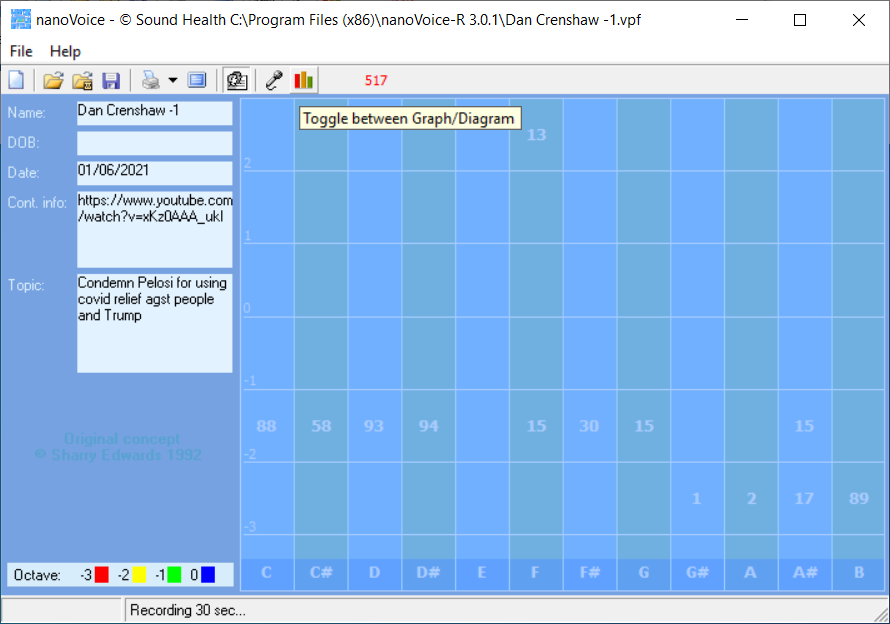 nanoVoice - © Sound Health C:\Program Files (x86)\nanoVoice-R 3.0.1\Dan Crenshaw -1.vpf
File Help
517
Toggle between Graph/Diagram
Name: Dan Crenshaw -1
DOB:
Date: 01/06/2021
Cont. info: https://www.youtube.com
/watch?v=xKz0AAA_ukI
Topic: Condemn Pelosi for using
covid relief agst people
and Trump
Original concept
© Sharry Edwards 1992
Octave: -3 -2 -1 0
13
2
1
0
-1
88 58 93 94 15 30 15 15
-2
1 2 17 89
-3
C C# D D# E F F# G G# A A# B
Recording 30 sec...